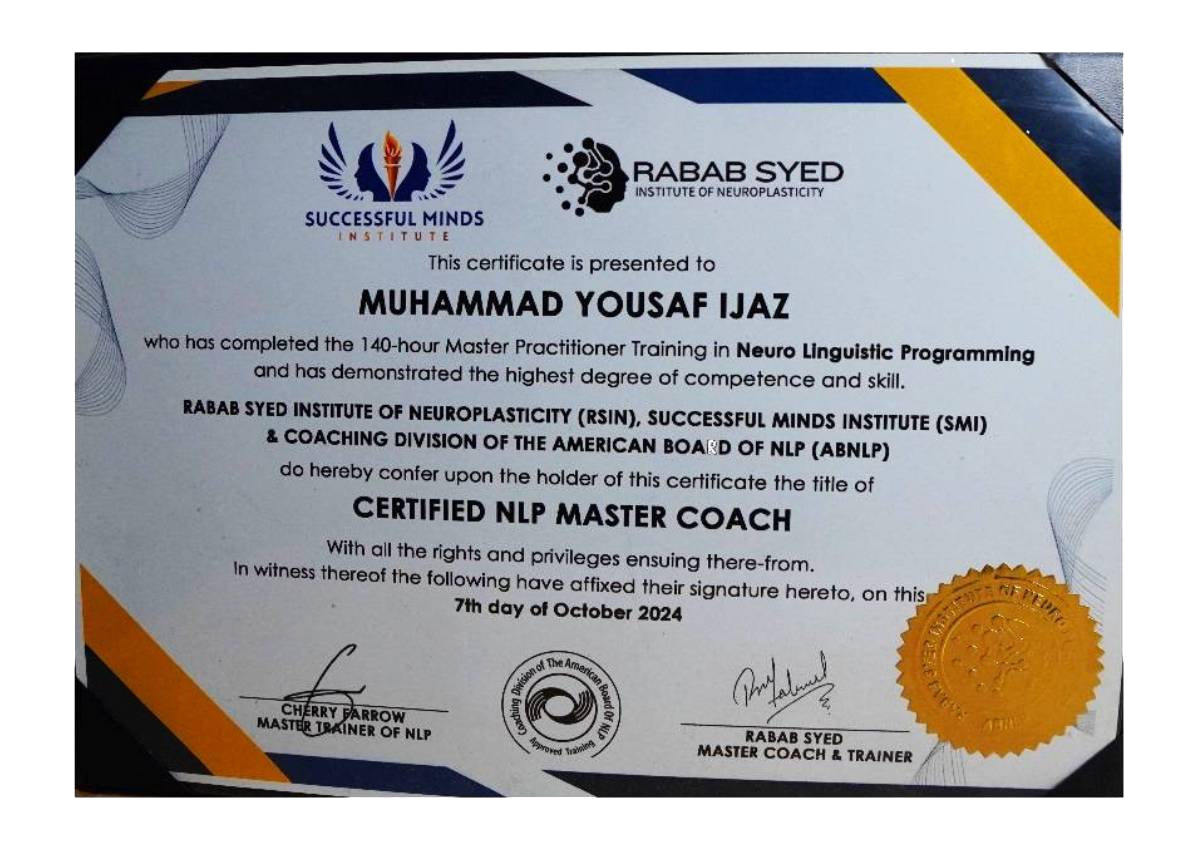 SUCCESSFUL MINDS
INSTITUTE
RABAB SYED
INSTITUTE OF NEUROPLASTICITY
This certificate is presented to
MUHAMMAD YOUSAF IJAZ
who has completed the 140-hour Master Practitioner Training in Neuro Linguistic Programming
and has demonstrated the highest degree of competence and skill.
RABAB SYED INSTITUTE OF NEUROPLASTICITY (RSIN), SUCCESSFUL MINDS INSTITUTE (SMI)
& COACHING DIVISION OF THE AMERICAN BOARD OF NLP (ABNLP)
do hereby confer upon the holder of this certificate the title of
CERTIFIED NLP MASTER COACH
With all the rights and privileges ensuing there-from.
In witness thereof the following have affixed their signature hereto, on this
7th day of October 2024
CHERRY FARROW
MASTER TRAINER OF NLP
Coaching Division of The American Board Of NLP
Approved Training
RABAB SYED
MASTER COACH & TRAINER
INSTITUTE OF